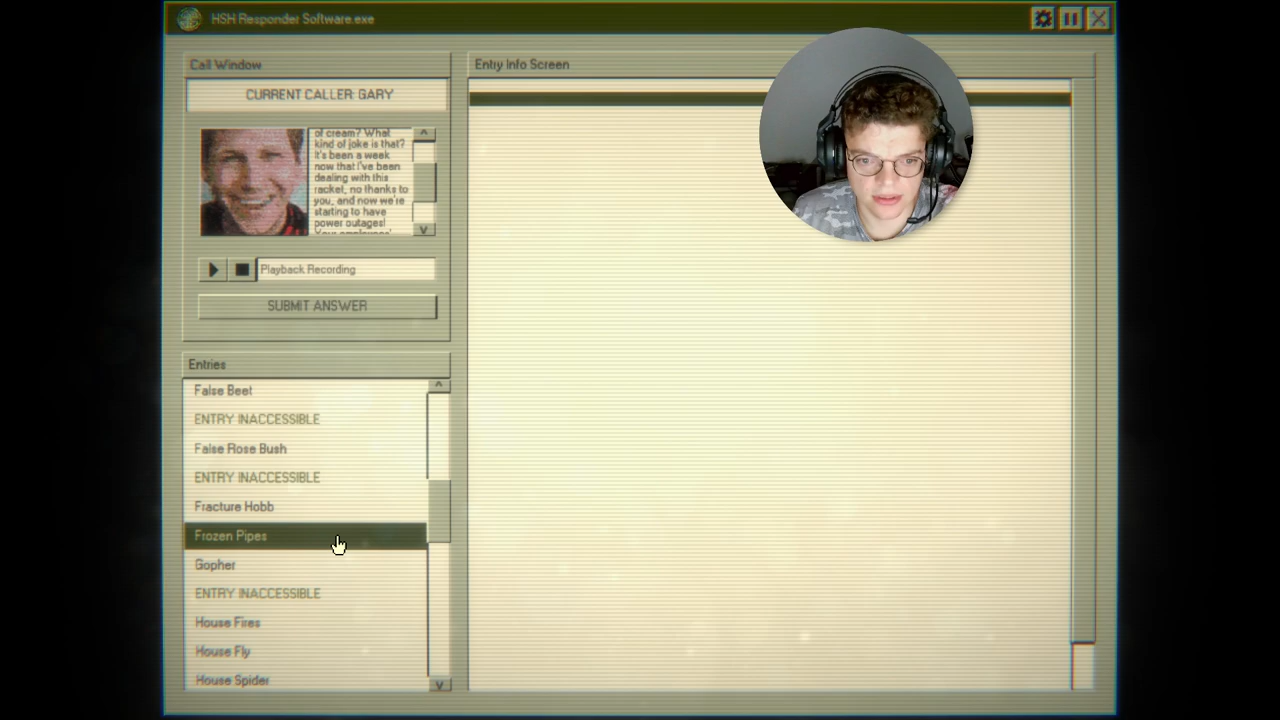 HSH Responder Software.exe
Call Window
Entry Info Screen
CURRENT CALLER: GARY
of cream? What
kind of joke is that?
It's been a week
now that I've been
dealing with this
racket, no thanks to
you, and now we're
starting to have
power outages!
Your employees'
Playback Recording
SUBMIT ANSWER
Entries
False Beet
ENTRY INACCESSIBLE
False Rose Bush
ENTRY INACCESSIBLE
Fracture Hobb
Frozen Pipes
Gopher
ENTRY INACCESSIBLE
House Fires
House Fly
House Spider